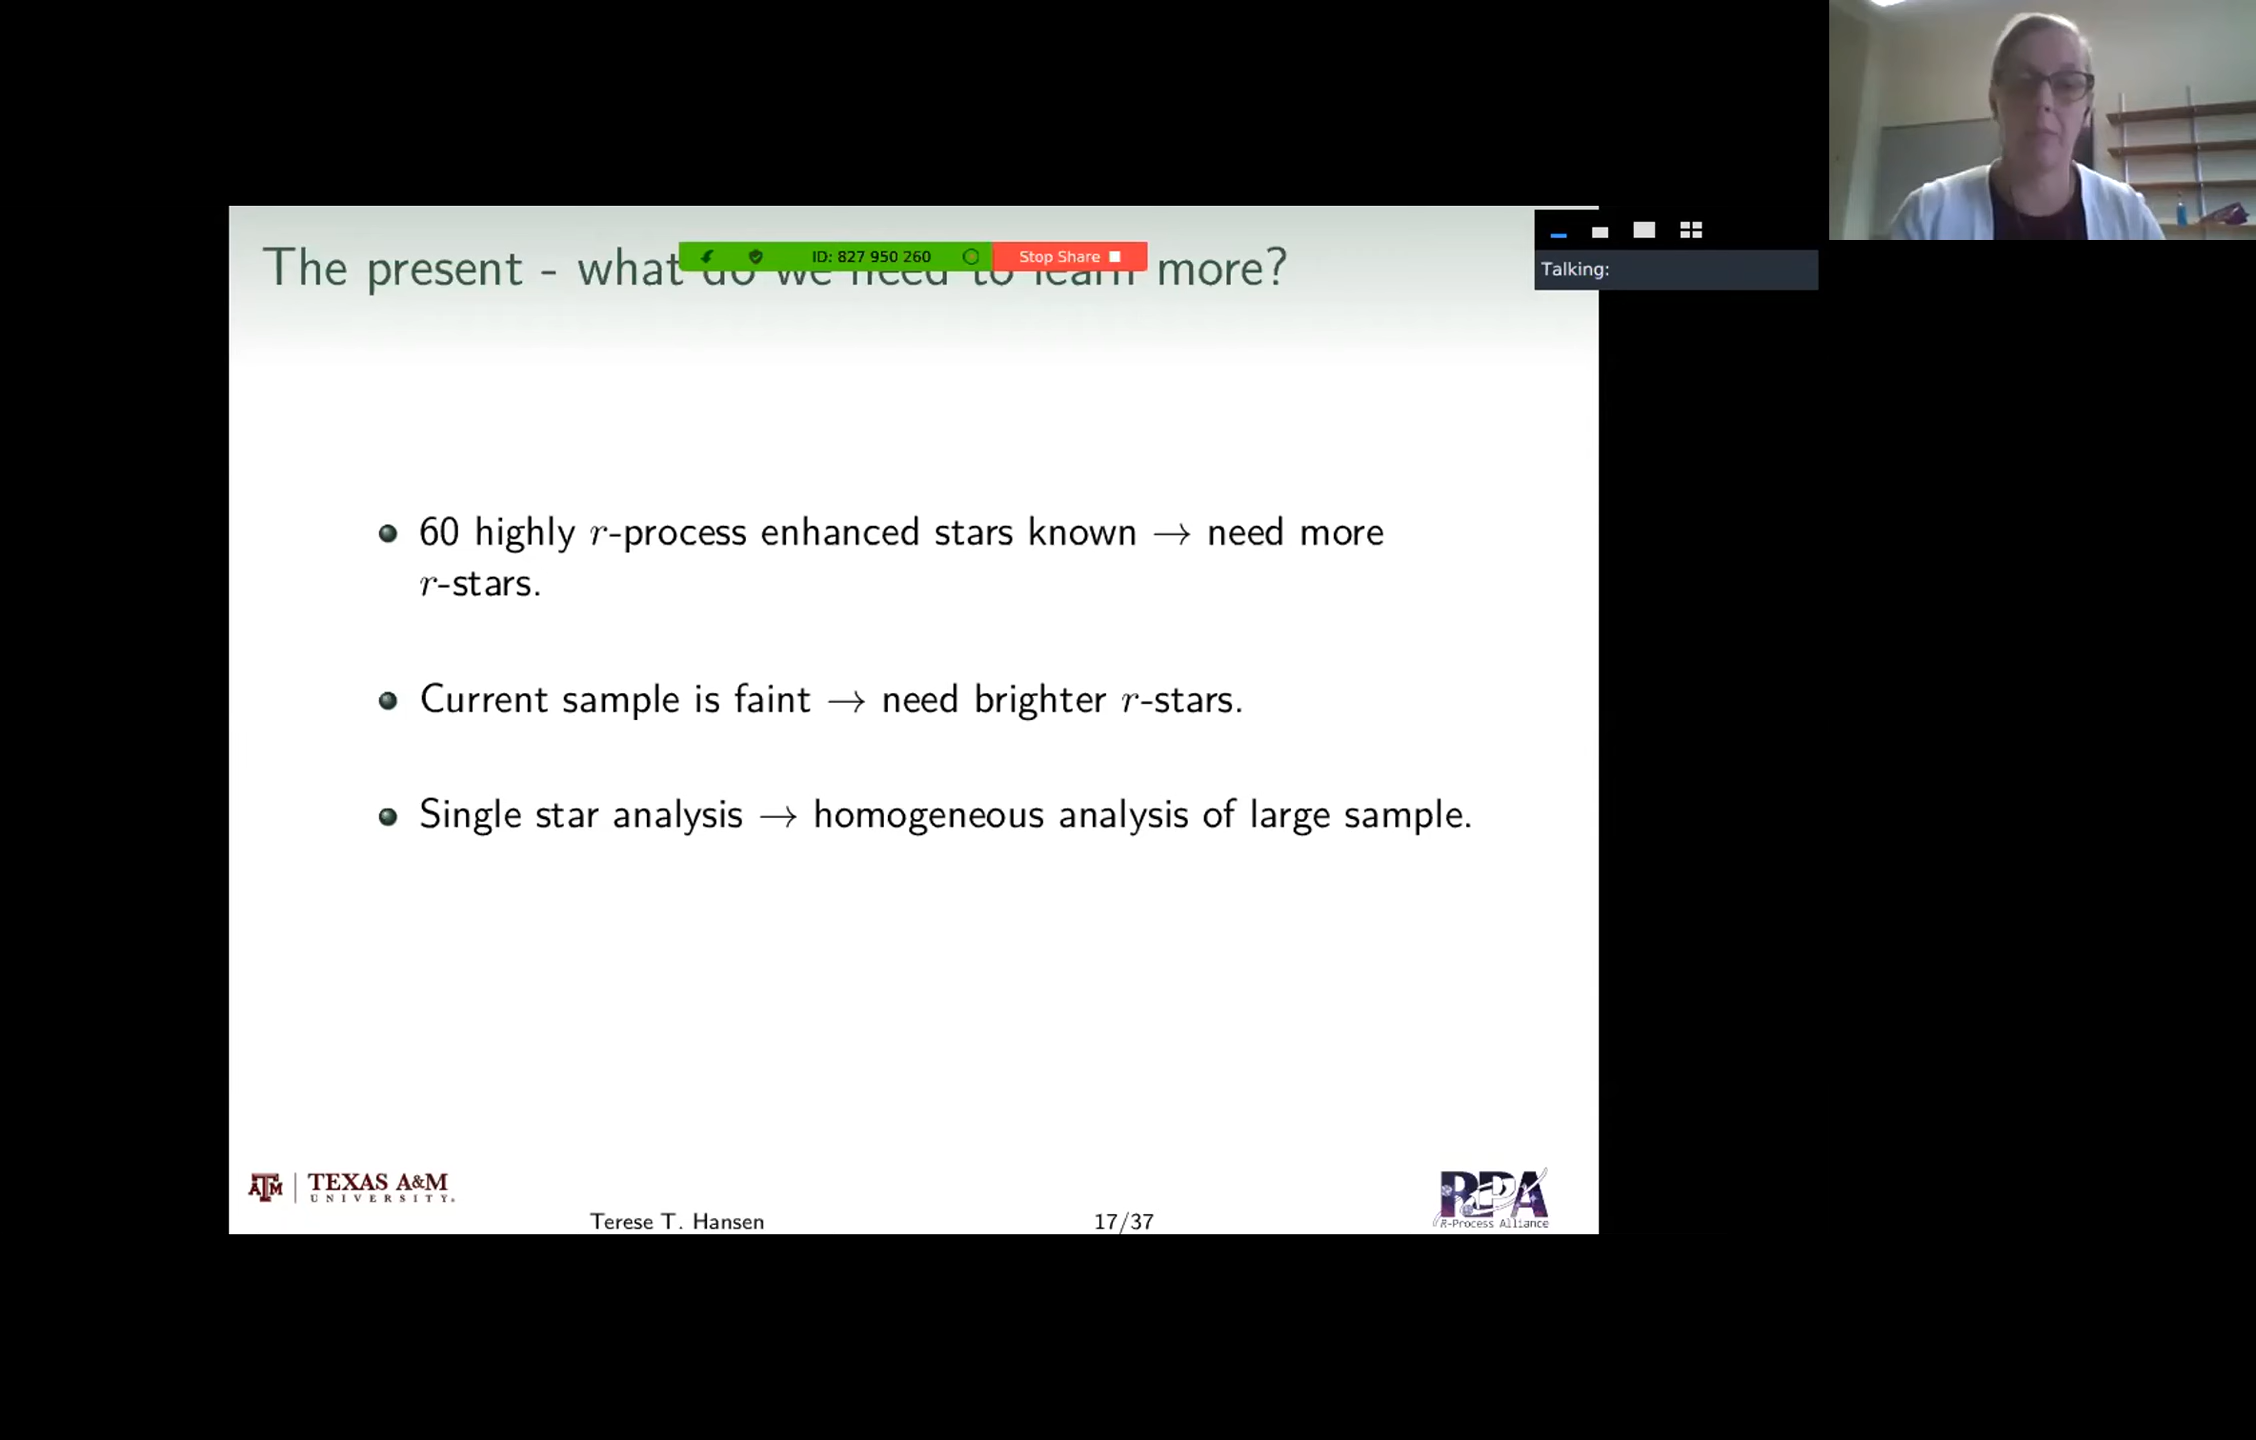 The present - what do we need to learn more?
ID: 827 950 260
Stop Share
Talking:
60 highly r-process enhanced stars known → need more
r-stars.
Current sample is faint → need brighter r-stars.
Single star analysis → homogeneous analysis of large sample.
ATM | TEXAS A&M
UNIVERSITY.
Terese T. Hansen
17/37
RPA
R-Process Alliance